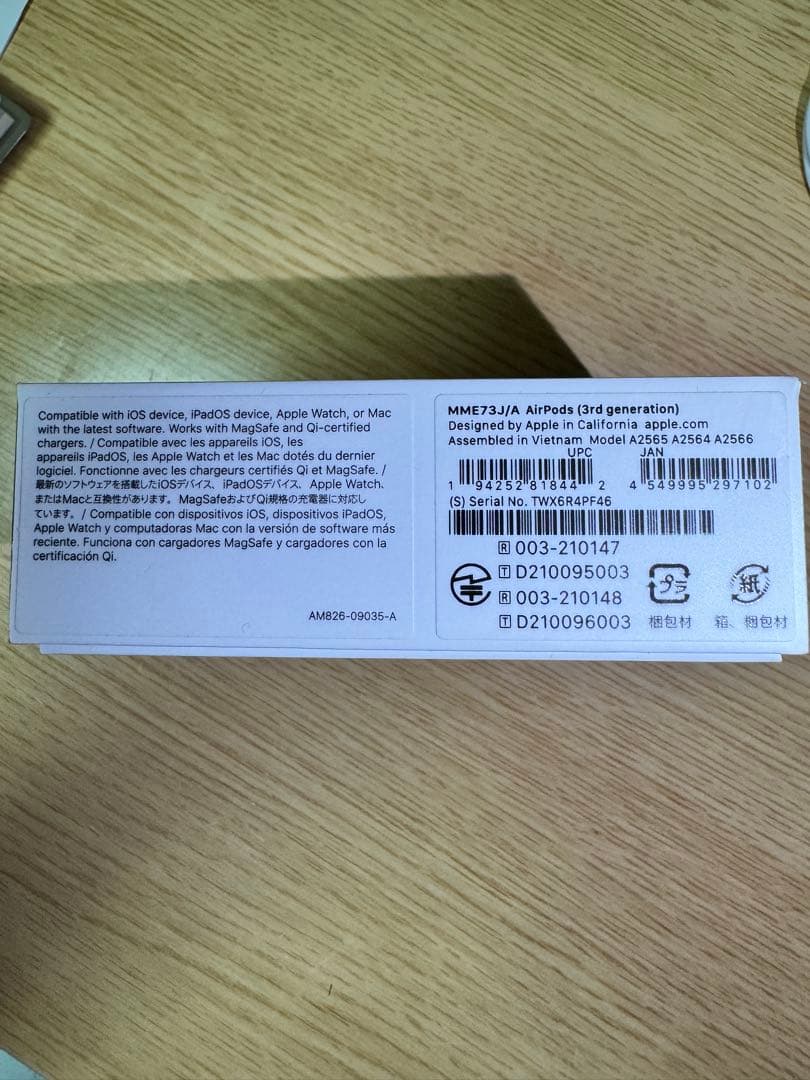 Compatible with iOS device, iPadOS device, Apple Watch, or Mac
with the latest software. Works with MagSafe and Qi-certified
chargers. / Compatible avec les appareils iOS, les
appareils iPadOS, les Apple Watch et les Mac dotés du dernier
logiciel. Fonctionne avec les chargeurs certifiés Qi et MagSafe. /
最新のソフトウェアを搭載したiOSデバイス、iPadOSデバイス、Apple Watch、
またはMacと互換性があります。MagSafeおよびQi規格の充電器に対応し
ています。/ Compatible con dispositivos iOS, dispositivos iPadOS,
Apple Watch y computadoras Mac con la versión de software más
reciente. Funciona con cargadores MagSafe y cargadores con la
certificación Qi.
AM826-09035-A
MME73J/A AirPods (3rd generation)
Designed by Apple in California apple.com
Assembled in Vietnam Model A2565 A2564 A2566
UPC JAN
1 94252 81844 2 4 549995 297102
(S) Serial No. TWX6R4PF46
R 003-210147
T D210095003
R 003-210148
T D210096003
プラ
梱包材
紙
箱、梱包材